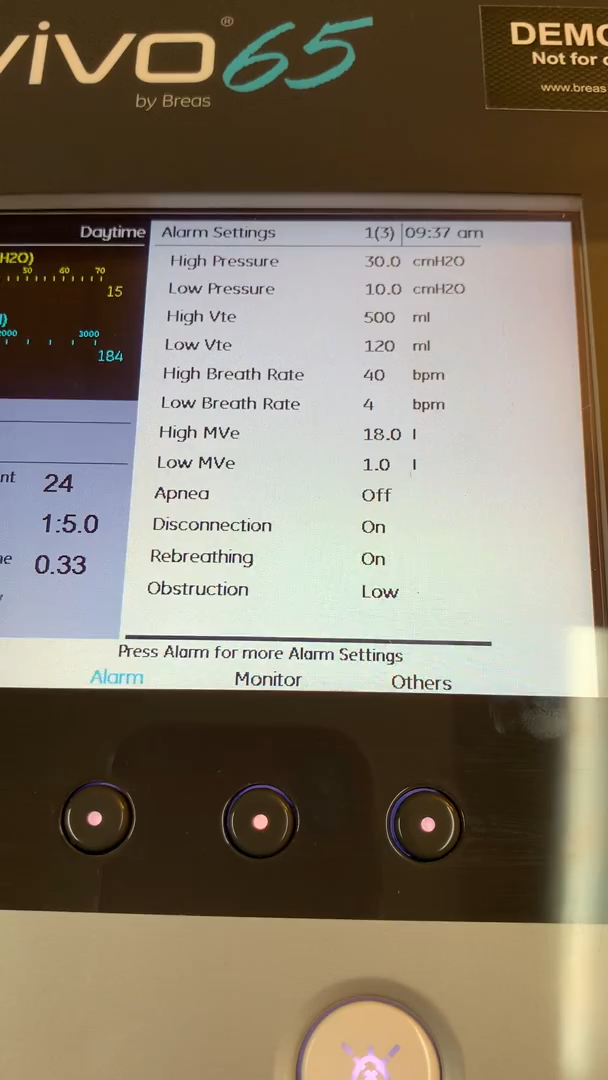 vivo® 65
by Breas
DEMO
Not for
www.breas
Daytime
Alarm Settings 1(3) 09:37 am
H2O)
50 60 70
15
3000
184
High Pressure 30.0 cmH2O
Low Pressure 10.0 cmH2O
High Vte 500 ml
Low Vte 120 ml
High Breath Rate 40 bpm
Low Breath Rate 4 bpm
High MVe 18.0 l
Low MVe 1.0 l
Apnea Off
Disconnection On
Rebreathing On
Obstruction Low
24
1:5.0
0.33
Press Alarm for more Alarm Settings
Alarm Monitor Others